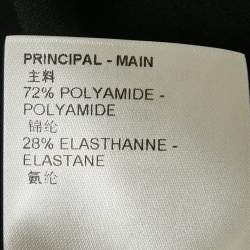 PRINCIPAL - MAIN
主料
72% POLYAMIDE -
POLYAMIDE
锦纶
28% ELASTHANNE -
ELASTANE
氨纶